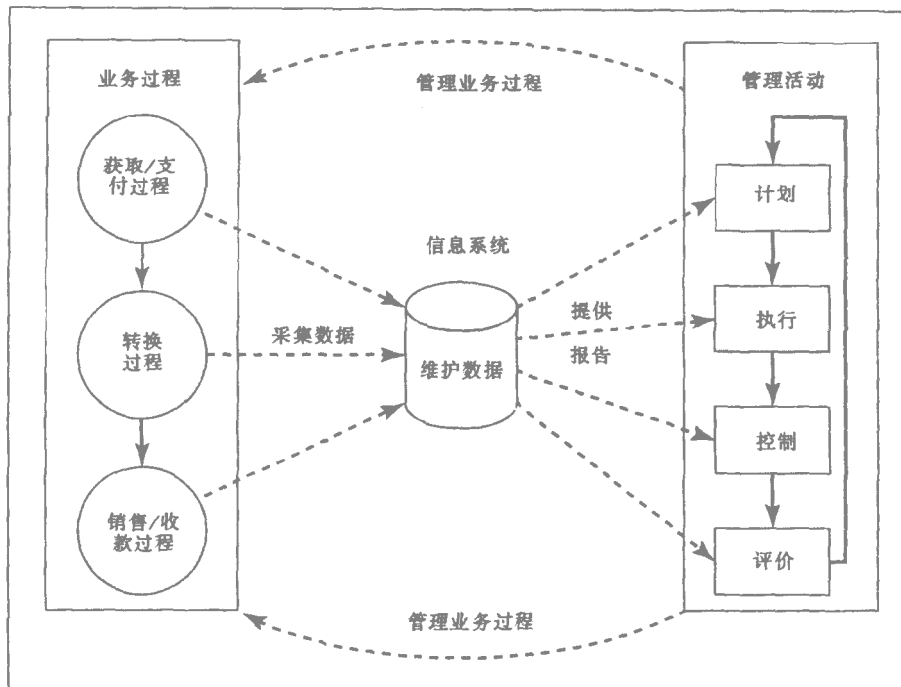 业务过程
管理业务过程
管理活动
获取/支
付过程
计划
信息系统
转换
过程
采集数据
维护数据
提供
报告
执行
控制
销售/收
款过程
评价
管理业务过程